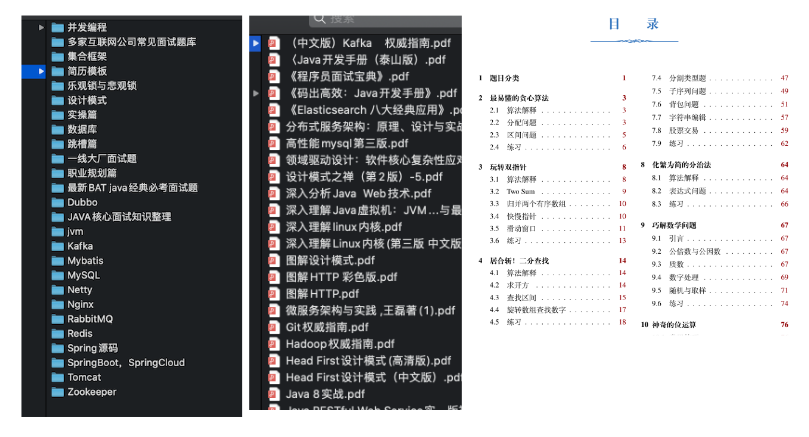 并发编程
多家互联网公司常见面试题库
集合框架
简历模板
乐观锁与悲观锁
设计模式
实操篇
数据库
跳槽篇
一线大厂面试题
职业规划篇
最新BAT java经典必考面试题
Dubbo
JAVA核心面试知识整理
jvm
Kafka
Mybatis
MySQL
Netty
Nginx
RabbitMQ
Redis
Spring源码
SpringBoot，SpringCloud
Tomcat
Zookeeper
搜索
（中文版）Kafka 权威指南.pdf
《Java开发手册（泰山版）.pdf
《程序员面试宝典》.pdf
《码出高效：Java开发手册》.pdf
《Elasticsearch 八大经典应用》.pd
分布式服务架构：原理、设计与实战
高性能mysql第三版.pdf
领域驱动设计：软件核心复杂性应对
设计模式之禅（第2版）-5.pdf
深入分析Java Web技术.pdf
深入理解Java虚拟机：JVM...与最
深入理解linux内核.pdf
深入理解Linux内核(第三版 中文版
图解设计模式.pdf
图解HTTP 彩色版.pdf
图解HTTP.pdf
微服务架构与实践 ,王磊著(1).pdf
Git权威指南.pdf
Hadoop权威指南.pdf
Head First设计模式(高清版).pdf
Head First设计模式（中文版）.pdf
Java 8实战.pdf
目 录
1 题目分类 1
2 最易懂的贪心算法 3
2.1 算法解释 . . . . . . . . 3
2.2 分配问题 . . . . . . . . 3
2.3 区间问题 . . . . . . . . 5
2.4 练习 . . . . . . . . 6
3 玩转双指针 8
3.1 算法解释 . . . . . . . . 8
3.2 Two Sum . . . . . . . . 9
3.3 归并两个有序数组 . . . . . . . . 10
3.4 快慢指针 . . . . . . . . 10
3.5 滑动窗口 . . . . . . . . 11
3.6 练习 . . . . . . . . 13
4 居合斩！二分查找 14
4.1 算法解释 . . . . . . . . 14
4.2 求开方 . . . . . . . . 14
4.3 查找区间 . . . . . . . . 15
4.4 旋转数组查找数字 . . . . . . . . 17
4.5 练习 . . . . . . . . 18
7.4 分割类型题 . . . . . . . . 47
7.5 子序列问题 . . . . . . . . 49
7.6 背包问题 . . . . . . . . 51
7.7 字符串编辑 . . . . . . . . 57
7.8 股票交易 . . . . . . . . 59
7.9 练习 . . . . . . . . 62
8 化繁为简的分治法 64
8.1 算法解释 . . . . . . . . 64
8.2 表达式问题 . . . . . . . . 64
8.3 练习 . . . . . . . . 66
9 巧解数学问题 67
9.1 引言 . . . . . . . . 67
9.2 公倍数与公因数 . . . . . . . . 67
9.3 质数 . . . . . . . . 67
9.4 数字处理 . . . . . . . . 69
9.5 随机与取样 . . . . . . . . 71
9.6 练习 . . . . . . . . 74
10 神奇的位运算 76